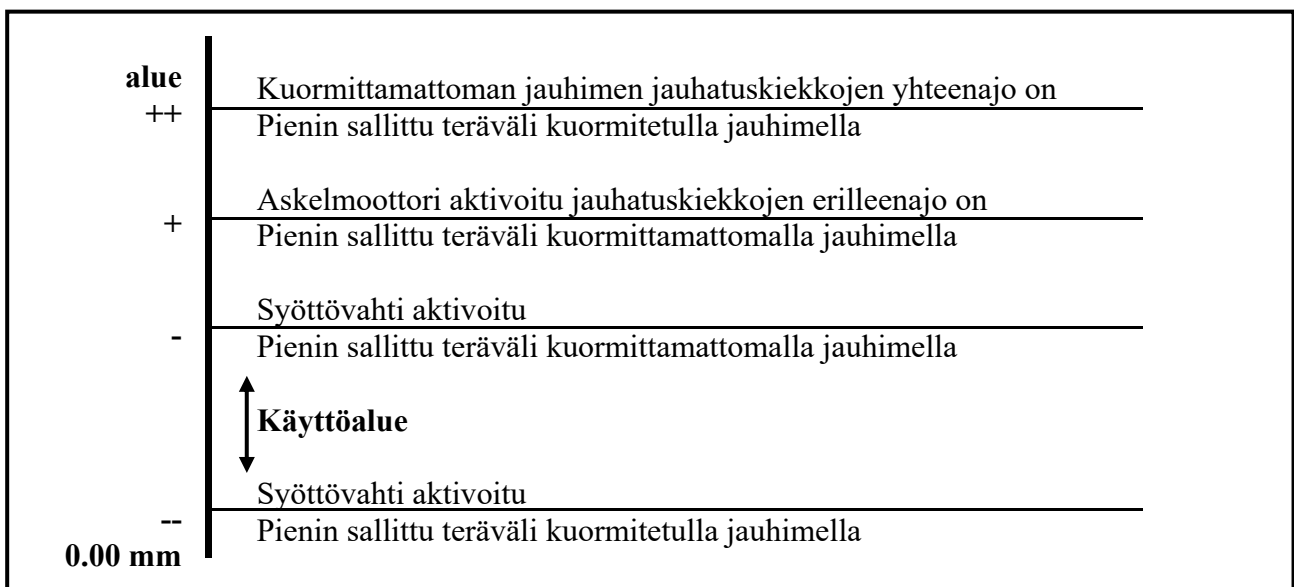 alue
Kuormittamattoman jauhimen jauhatuskiekkojen yhteenajo on
++
Pienin sallittu teräväli kuormitetulla jauhimella
Askelmoottori aktivoitu jauhatuskiekkojen erilleenajo on
+
Pienin sallittu teräväli kuormittamattomalla jauhimella
Syöttövahti aktivoitu
-
Pienin sallittu teräväli kuormittamattomalla jauhimella
Käyttöalue
Syöttövahti aktivoitu
--
Pienin sallittu teräväli kuormitetulla jauhimella
0.00 mm